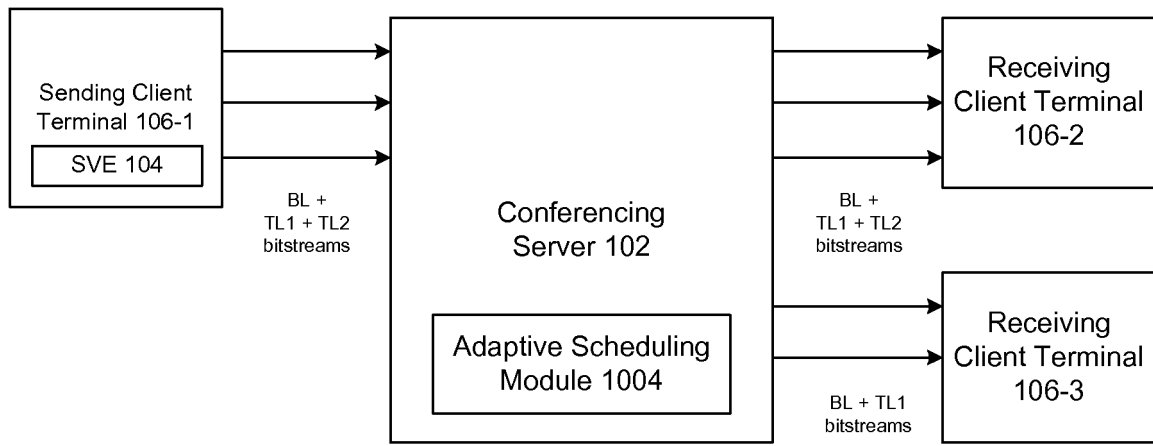 Sending Client
Terminal 106-1
SVE 104
BL +
TL1 + TL2
bitstreams
Conferencing
Server 102
Adaptive Scheduling
Module 1004
BL +
TL1 + TL2
bitstreams
Receiving
Client Terminal
106-2
BL + TL1
bitstreams
Receiving
Client Terminal
106-3